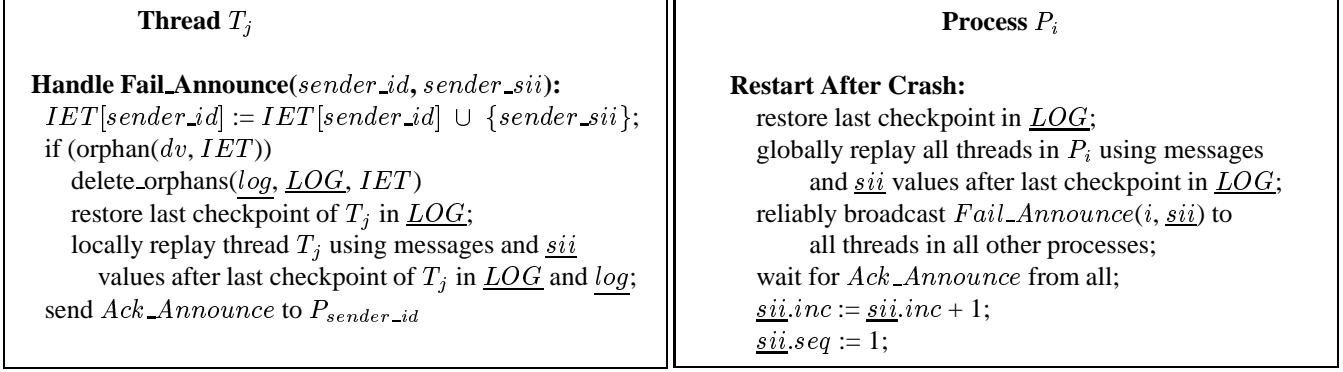 Thread T_j
Handle Fail_Announce(sender_id, sender_sii):
IET[sender_id] := IET[sender_id] ∪ {sender_sii};
if (orphan(dv, IET))
delete_orphans(log, LOG, IET)
restore last checkpoint of T_j in LOG;
locally replay thread T_j using messages and sii
values after last checkpoint of T_j in LOG and log;
send Ack_Announce to P_sender_id
Process P_i
Restart After Crash:
restore last checkpoint in LOG;
globally replay all threads in P_i using messages
and sii values after last checkpoint in LOG;
reliably broadcast Fail_Announce(i, sii) to
all threads in all other processes;
wait for Ack_Announce from all;
sii.inc := sii.inc + 1;
sii.seq := 1;